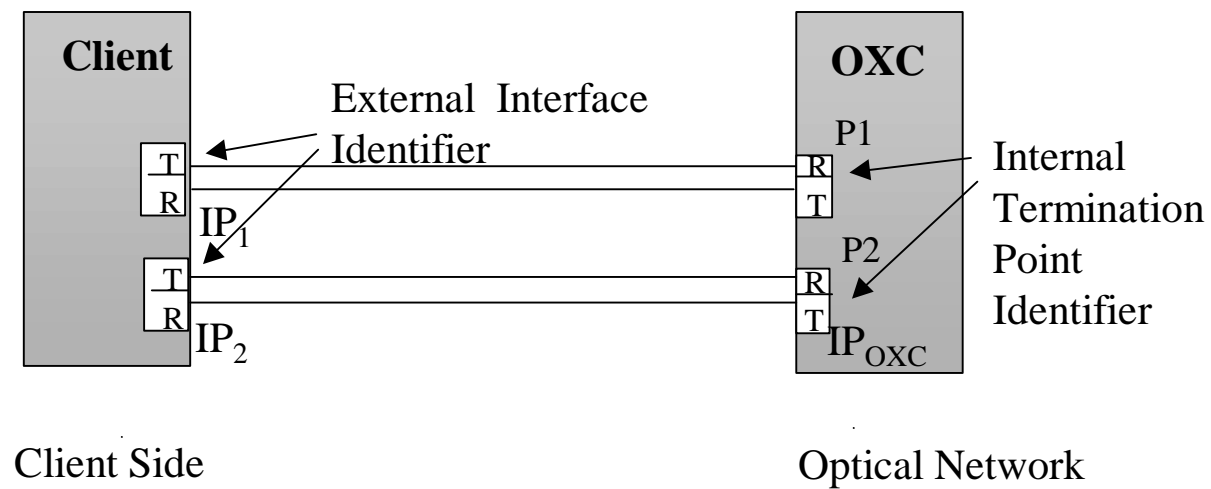 Client
OXC
External Interface
Identifier
P1
T
R
IP1
R
T
Internal
Termination
Point
Identifier
P2
T
R
IP2
R
T
IPOXC
Client Side
Optical Network